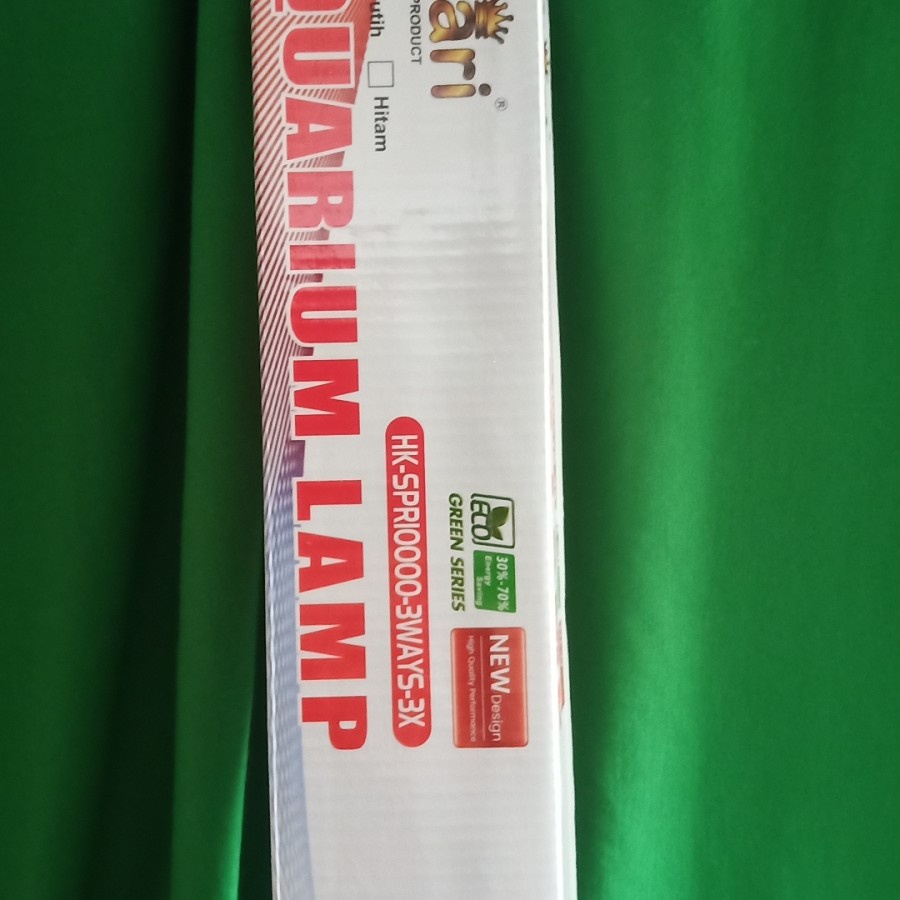 ari®
PRODUCT
utih
Hitam
QUARIUM LAMP
HK-SPR10000-3WAYS-3X
ECO
30%-70%
Energy
Saving
GREEN SERIES
NEW Design
High Quality Performance